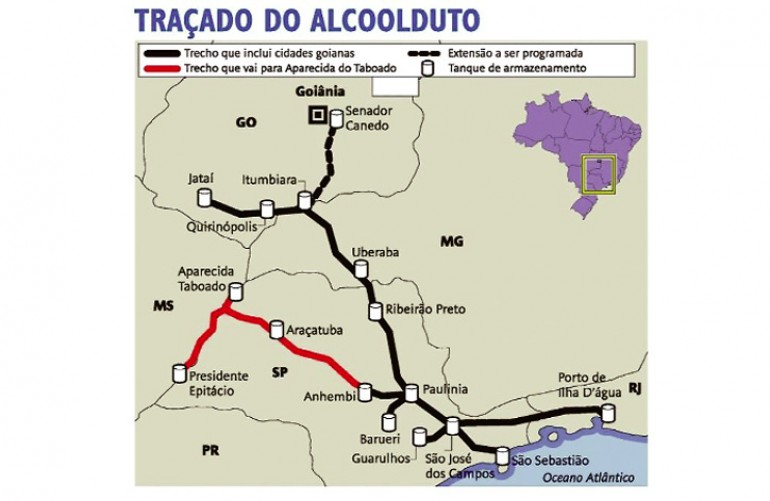 TRAÇADO DO ALCOOLDUTO
Trecho que inclui cidades goianas
Extensão a ser programada
Trecho que vai para Aparecida do Taboado
Tanque de armazenamento
Goiânia
Senador
Canedo
GO
Jataí
Itumbiara
Quirinópolis
MG
Uberaba
Aparecida
Taboado
MS
Ribeirão Preto
Araçatuba
SP
Presidente
Epitácio
Anhembi
Paulinia
Porto de
Ilha D'água
RJ
Barueri
Guarulhos
São José
dos Campos
São Sebastião
PR
Oceano Atlântico